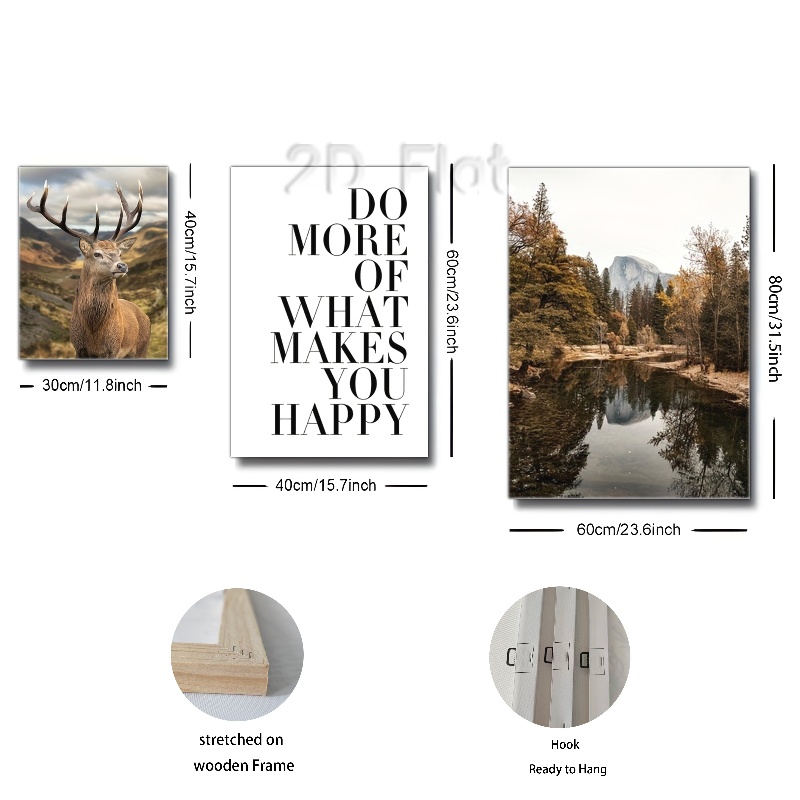 2D Flat
40cm/15.7inch
30cm/11.8inch
DO
MORE
OF
WHAT
MAKES
YOU
HAPPY
60cm/23.6inch
40cm/15.7inch
80cm/31.5inch
60cm/23.6inch
stretched on
wooden Frame
Hook
Ready to Hang